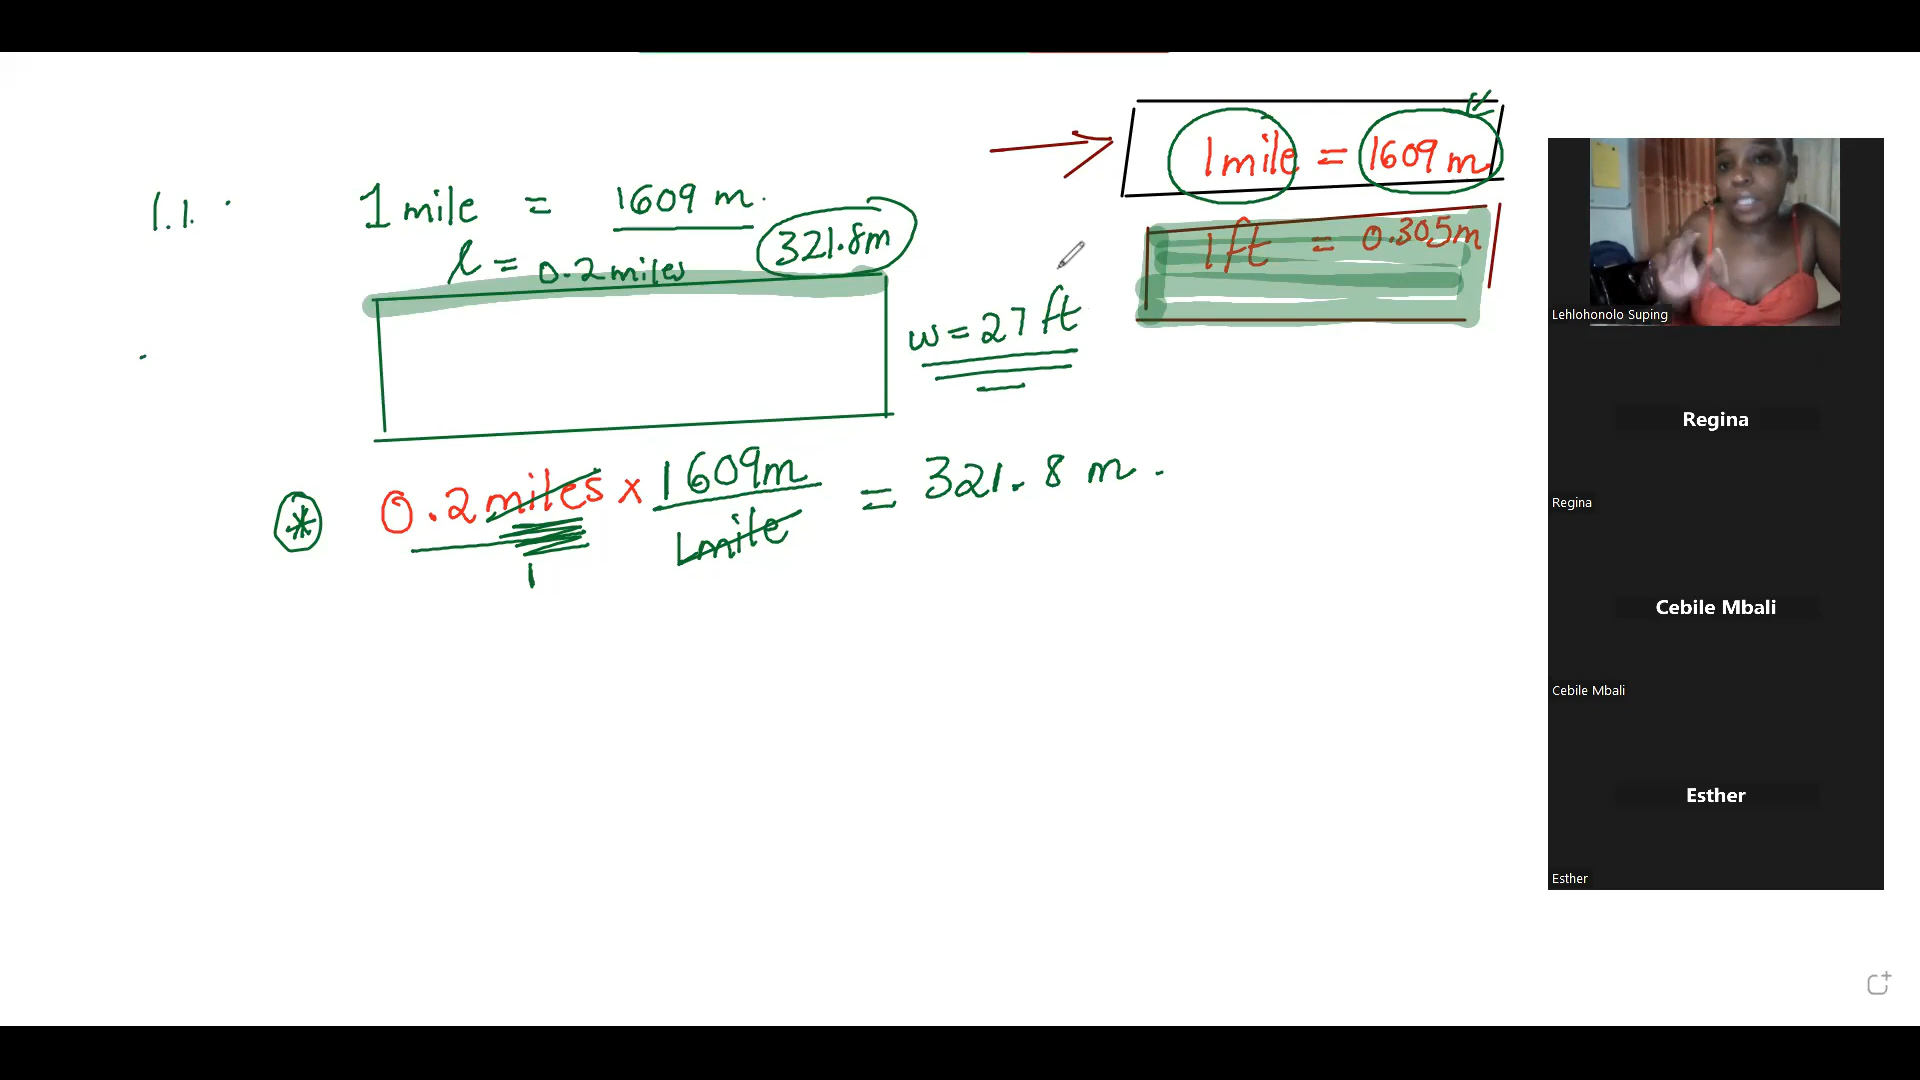 1 mile = 1609 m
1 ft = 0.305 m
1.1. 1 mile = 1609 m.
321.8m
l = 0.2 miles
w = 27 ft
* 0.2 miles x 1609m = 321.8 m.
1 1mile
Lehlohonolo Suping
Regina
Regina
Cebile Mbali
Cebile Mbali
Esther
Esther